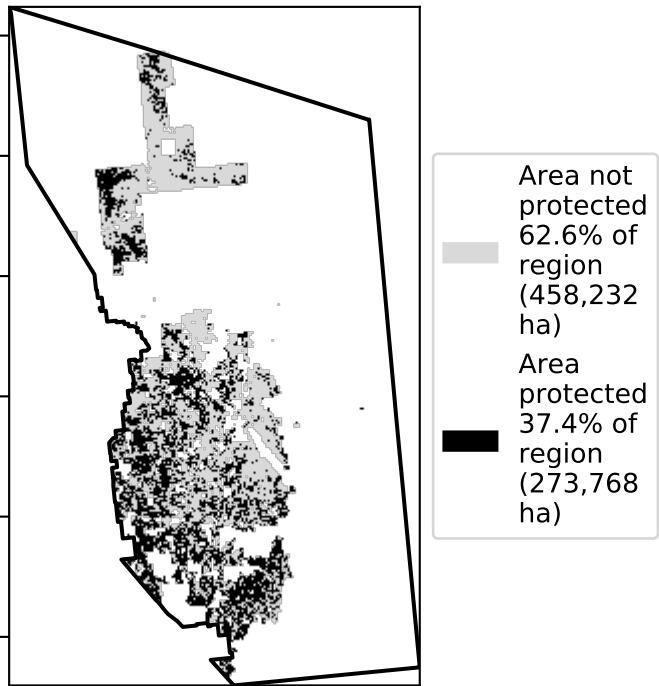 Area not
protected
62.6% of
region
(458,232
ha)
Area
protected
37.4% of
region
(273,768
ha)